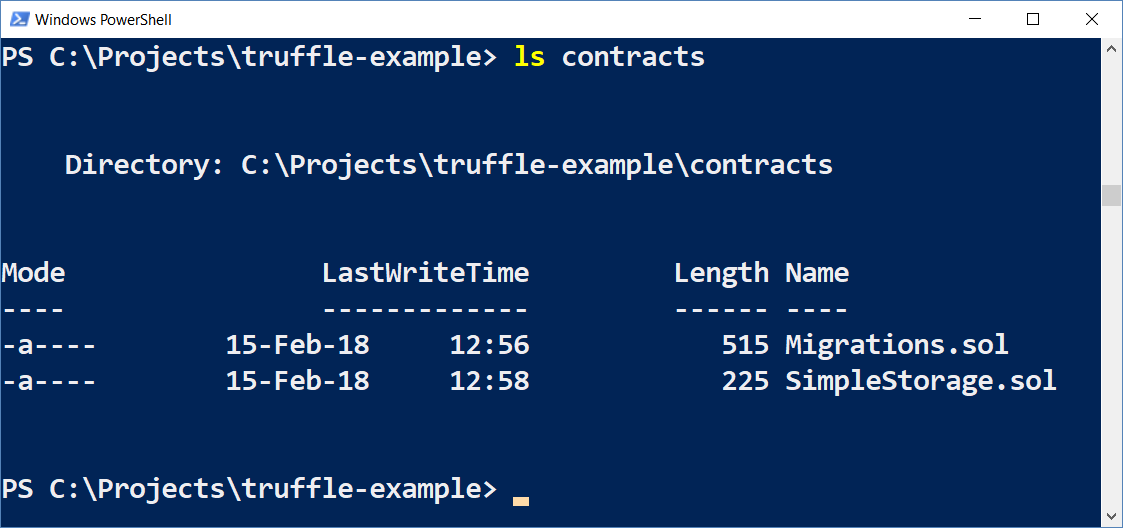 Windows PowerShell
PS C:\Projects\truffle-example> ls contracts
Directory: C:\Projects\truffle-example\contracts
Mode                LastWriteTime         Length Name
----                -------------         ------ ----
-a----        15-Feb-18     12:56            515 Migrations.sol
-a----        15-Feb-18     12:58            225 SimpleStorage.sol
PS C:\Projects\truffle-example>